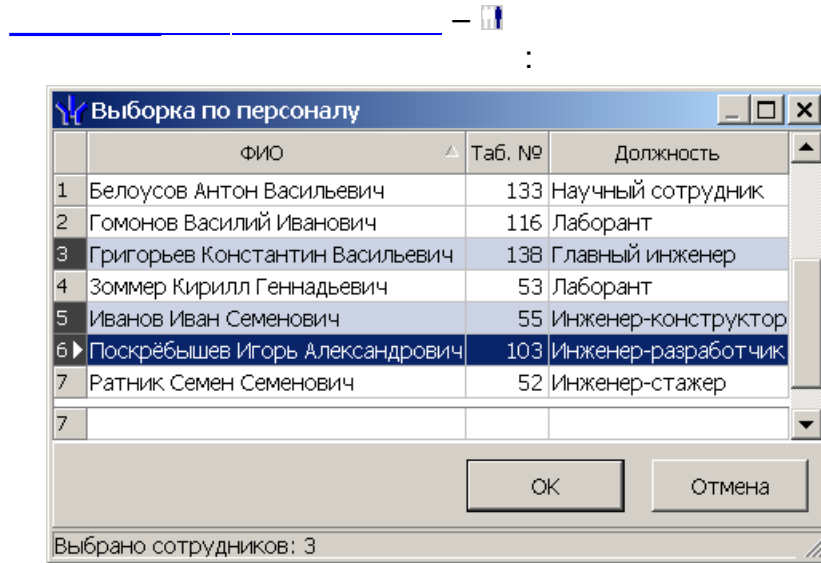 –
:
Выборка по персоналу
ФИО Таб. № Должность
1 Белоусов Антон Васильевич 133 Научный сотрудник
2 Гомонов Василий Иванович 116 Лаборант
3 Григорьев Константин Васильевич 138 Главный инженер
4 Зоммер Кирилл Геннадьевич 53 Лаборант
5 Иванов Иван Семенович 55 Инженер-конструктор
6 Поскрёбышев Игорь Александрович 103 Инженер-разработчик
7 Ратник Семен Семенович 52 Инженер-стажер
7
ОК Отмена
Выбрано сотрудников: 3